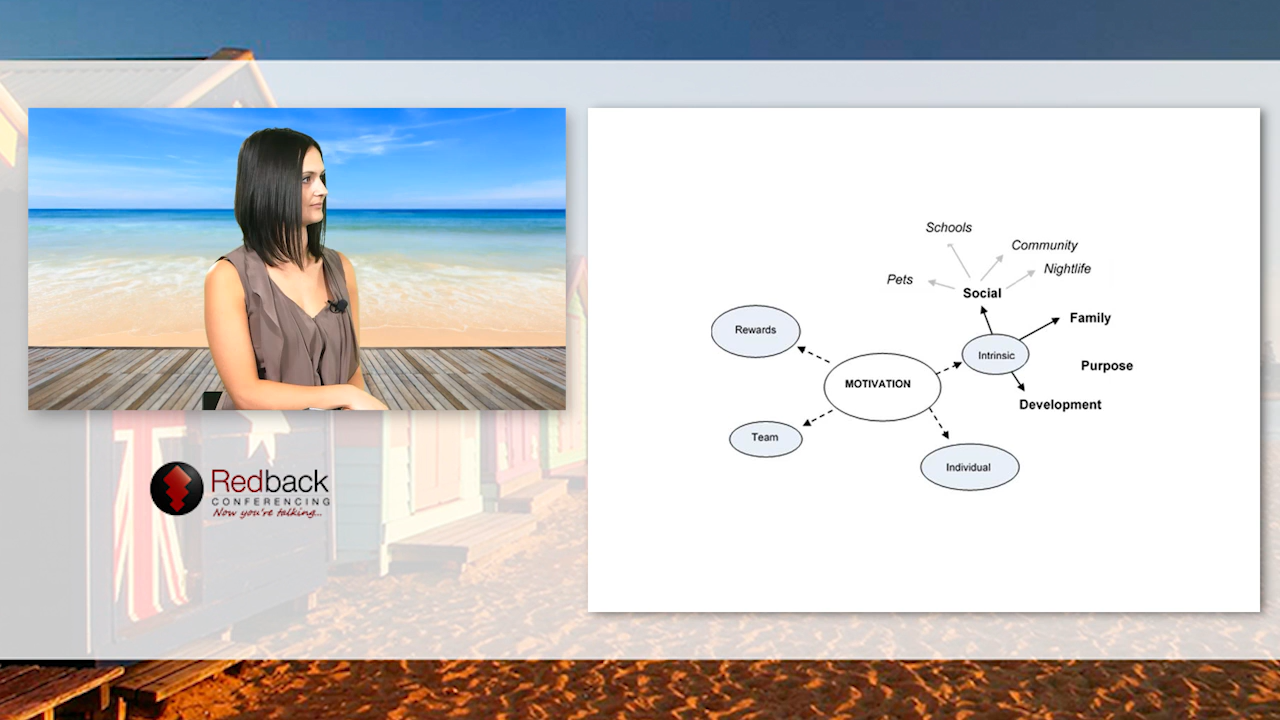 Redback
CONFERENCING
Now you're talking...
Schools
Community
Nightlife
Pets
Social
Family
Rewards
Intrinsic
Purpose
MOTIVATION
Development
Team
Individual